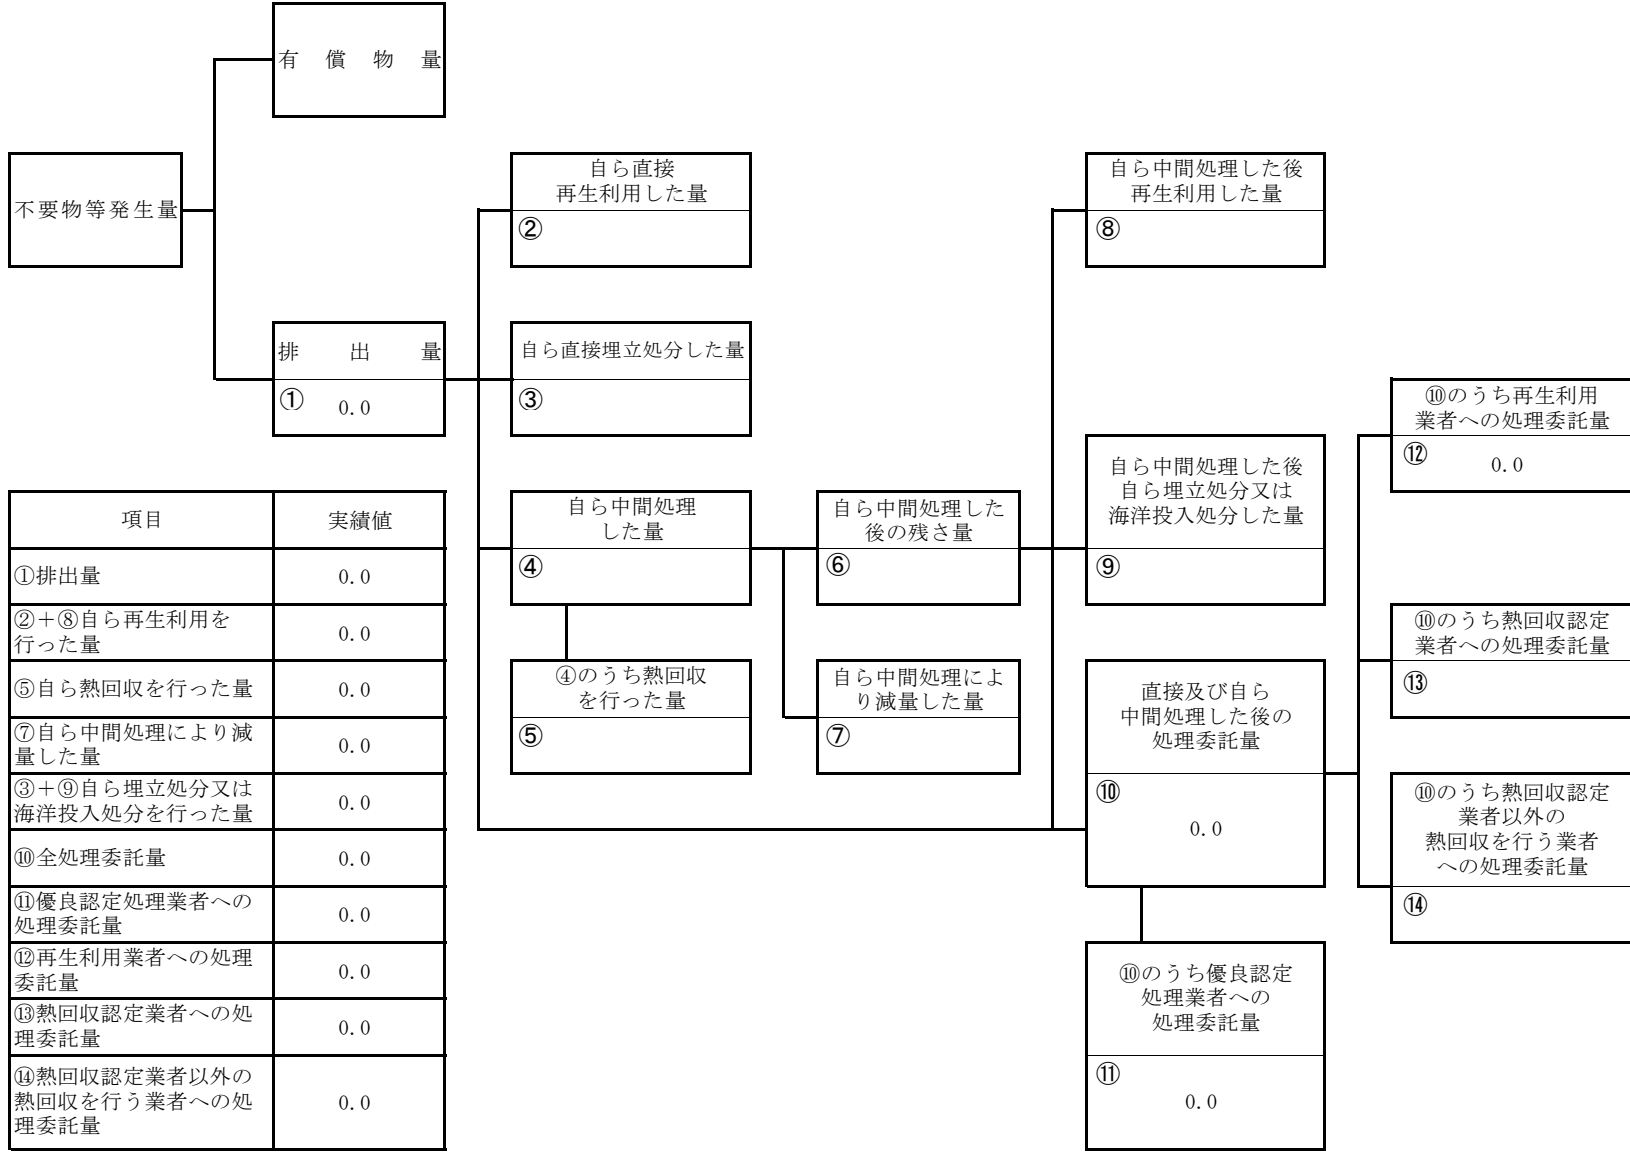 有償物量
不要物等発生量
排出量
①
0.0
自ら直接
再生利用した量
②
自ら直接埋立処分した量
③
自ら中間処理
した量
④
④のうち熱回収
を行った量
⑤
自ら中間処理した
後の残さ量
⑥
自ら中間処理によ
り減量した量
⑦
自ら中間処理した後
再生利用した量
⑧
自ら中間処理した後
自ら埋立処分又は
海洋投入処分した量
⑨
直接及び自ら
中間処理した後の
処理委託量
⑩
0.0
⑩のうち優良認定
処理業者への
処理委託量
⑪
0.0
⑩のうち再生利用
業者への処理委託量
⑫
0.0
⑩のうち熱回収認定
業者への処理委託量
⑬
⑩のうち熱回収認定
業者以外の
熱回収を行う業者
への処理委託量
⑭
項目 実績値
①排出量 0.0
②+⑧自ら再生利用を
行った量 0.0
⑤自ら熱回収を行った量 0.0
⑦自ら中間処理により減
量した量 0.0
③+⑨自ら埋立処分又は
海洋投入処分を行った量 0.0
⑩全処理委託量 0.0
⑪優良認定処理業者への
処理委託量 0.0
⑫再生利用業者への処理
委託量 0.0
⑬熱回収認定業者への処
理委託量 0.0
⑭熱回収認定業者以外の
熱回収を行う業者への処 0.0
理委託量